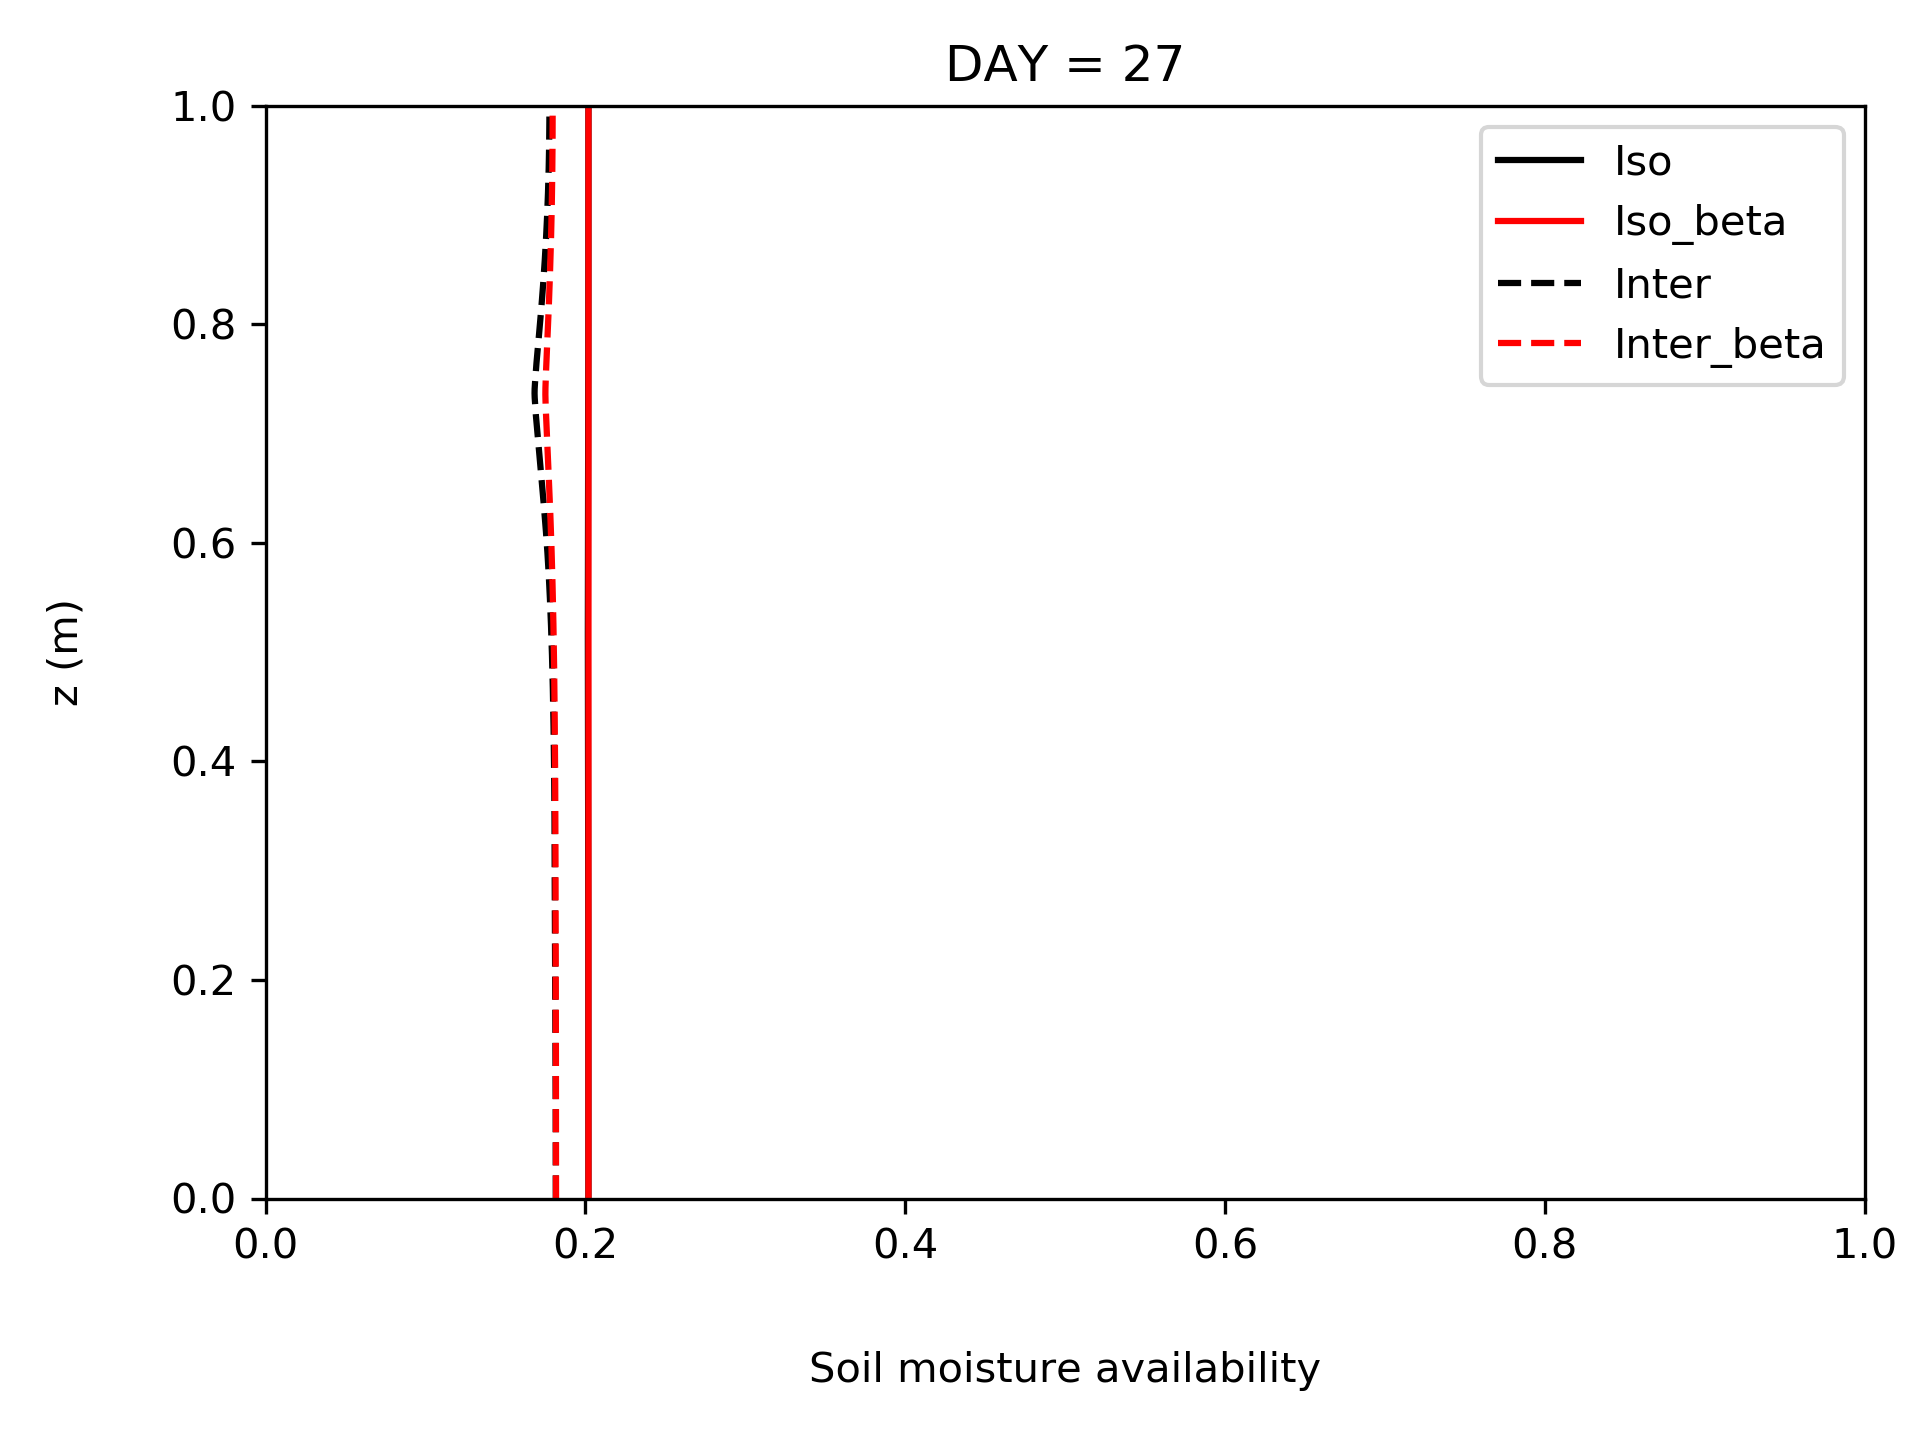 DAY = 27
1.0
0.8
0.6
0.4
0.2
0.0
z (m)
Iso
Iso_beta
Inter
Inter_beta
0.0 0.2 0.4 0.6 0.8 1.0
Soil moisture availability